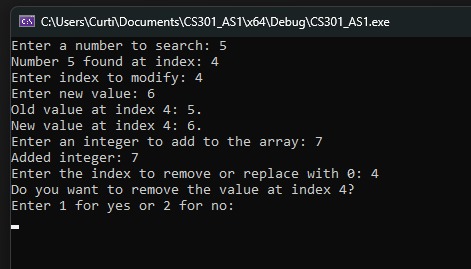 C:\Users\Curti\Documents\CS301_AS1\x64\Debug\CS301_AS1.exe
Enter a number to search: 5
Number 5 found at index: 4
Enter index to modify: 4
Enter new value: 6
Old value at index 4: 5.
New value at index 4: 6.
Enter an integer to add to the array: 7
Added integer: 7
Enter the index to remove or replace with 0: 4
Do you want to remove the value at index 4?
Enter 1 for yes or 2 for no: